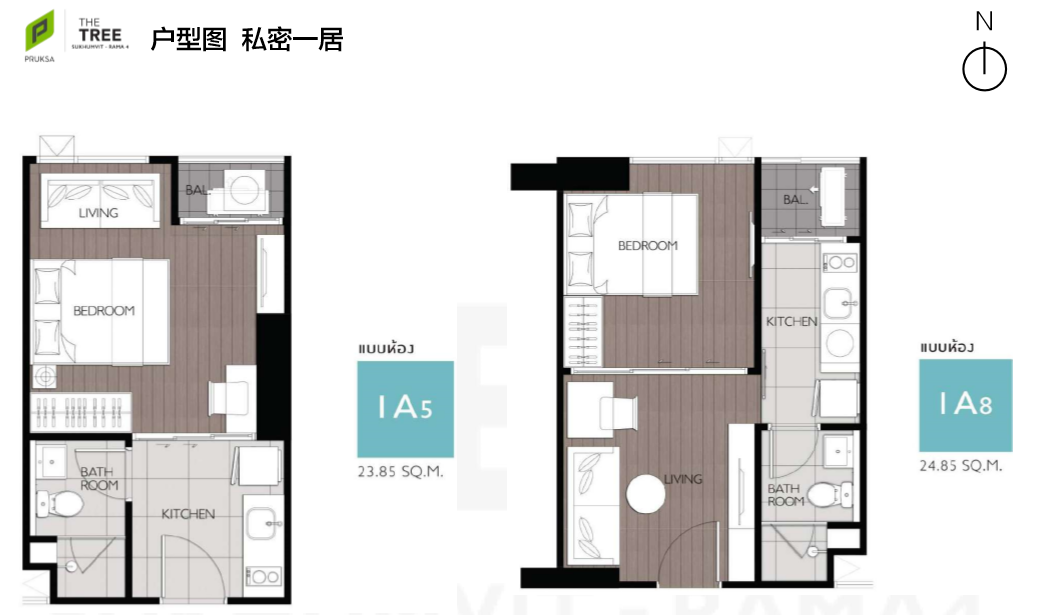 PRUKSA
THE
TREE
SUKHUMVIT - RAMA 4
户型图 私密一居
N
LIVING
BAL.
BEDROOM
BATH
ROOM
KITCHEN
แบบห้อง
1A5
23.85 SQ.M.
BEDROOM
BAL.
KITCHEN
LIVING
BATH
ROOM
แบบห้อง
1A8
24.85 SQ.M.